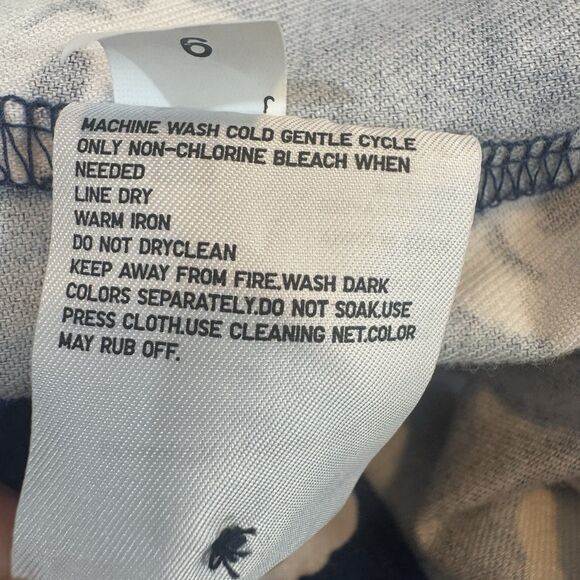 MACHINE WASH COLD GENTLE CYCLE
ONLY NON-CHLORINE BLEACH WHEN
NEEDED
LINE DRY
WARM IRON
DO NOT DRYCLEAN
KEEP AWAY FROM FIRE.WASH DARK
COLORS SEPARATELY.DO NOT SOAK.USE
PRESS CLOTH.USE CLEANING NET.COLOR
MAY RUB OFF.